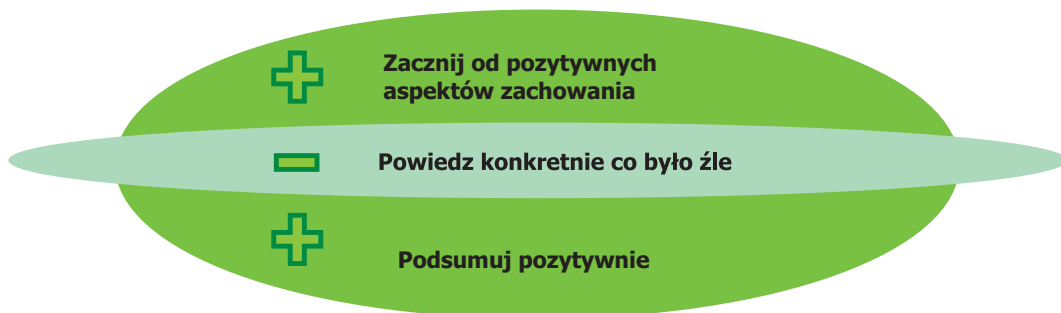 Zacznij od pozytywnych
aspektów zachowania
Powiedz konkretnie co było źle
Podsumuj pozytywnie